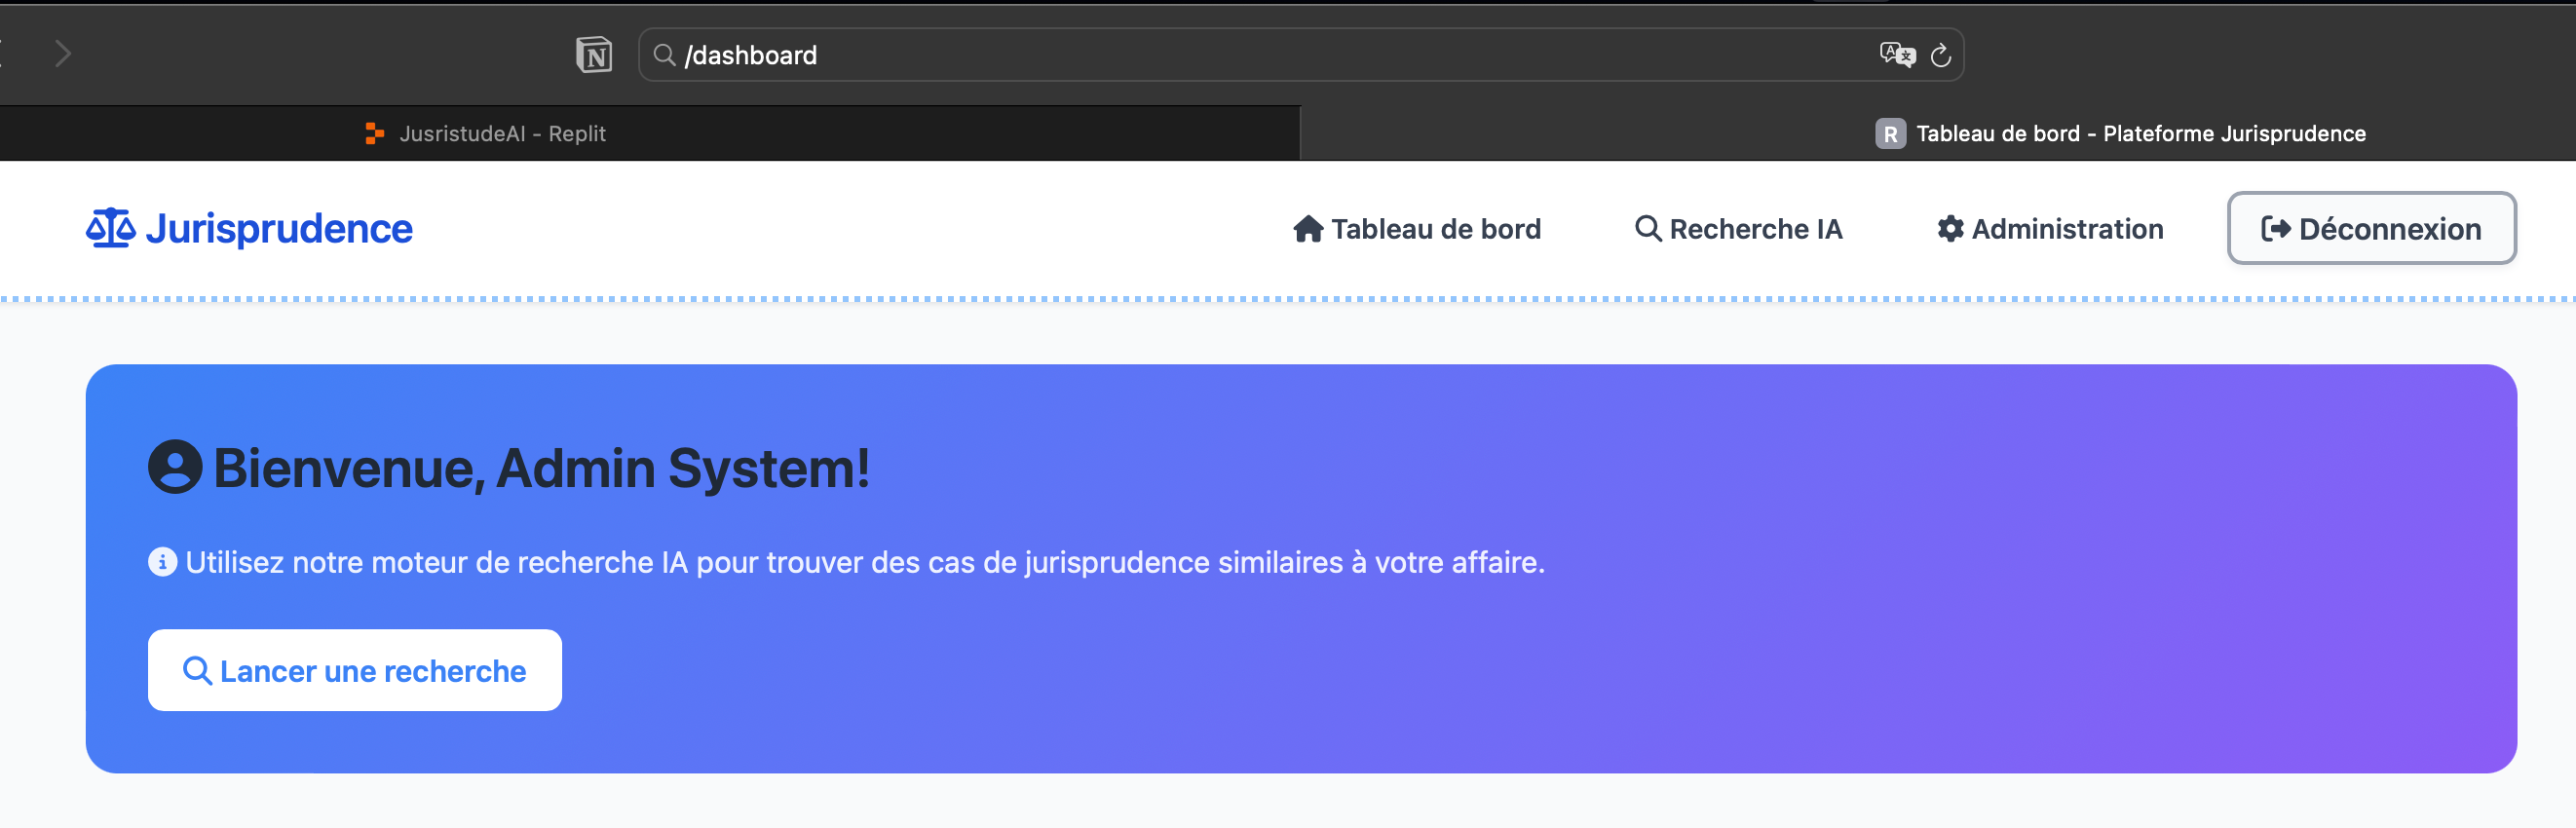 /dashboard
JusristudeAI - Replit
R Tableau de bord - Plateforme Jurisprudence
Jurisprudence
Tableau de bord
Recherche IA
Administration
Déconnexion
Bienvenue, Admin System!
Utilisez notre moteur de recherche IA pour trouver des cas de jurisprudence similaires à votre affaire.
Lancer une recherche